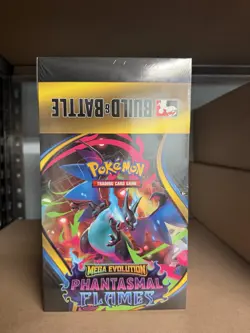 BUILD & BATTLE
POKéMON
TRADING CARD GAME
MEGA EVOLUTION
PHANTASMAL
FLAMES